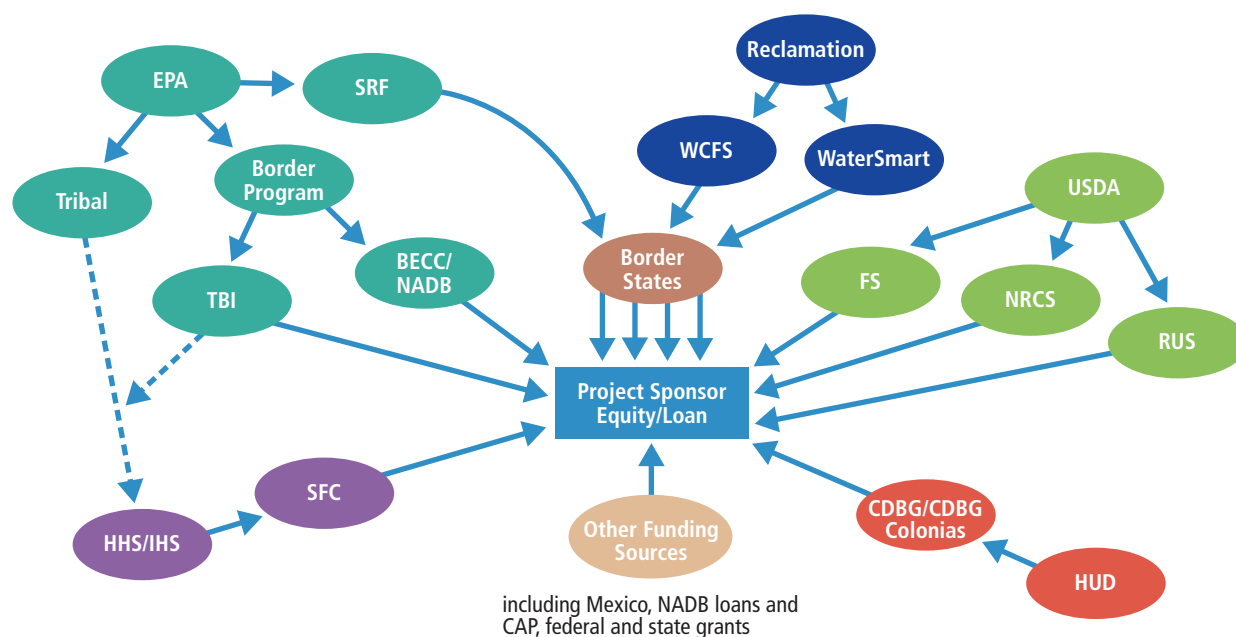 Reclamation
EPA
SRF
WCFS
WaterSmart
Border
Program
Tribal
USDA
BECC/
NADB
Border
States
FS
NRCS
TBI
RUS
Project Sponsor
Equity/Loan
SFC
CDBG/CDBG
Colonias
Other Funding
Sources
HHS/IHS
HUD
including Mexico, NADB loans and
CAP, federal and state grants